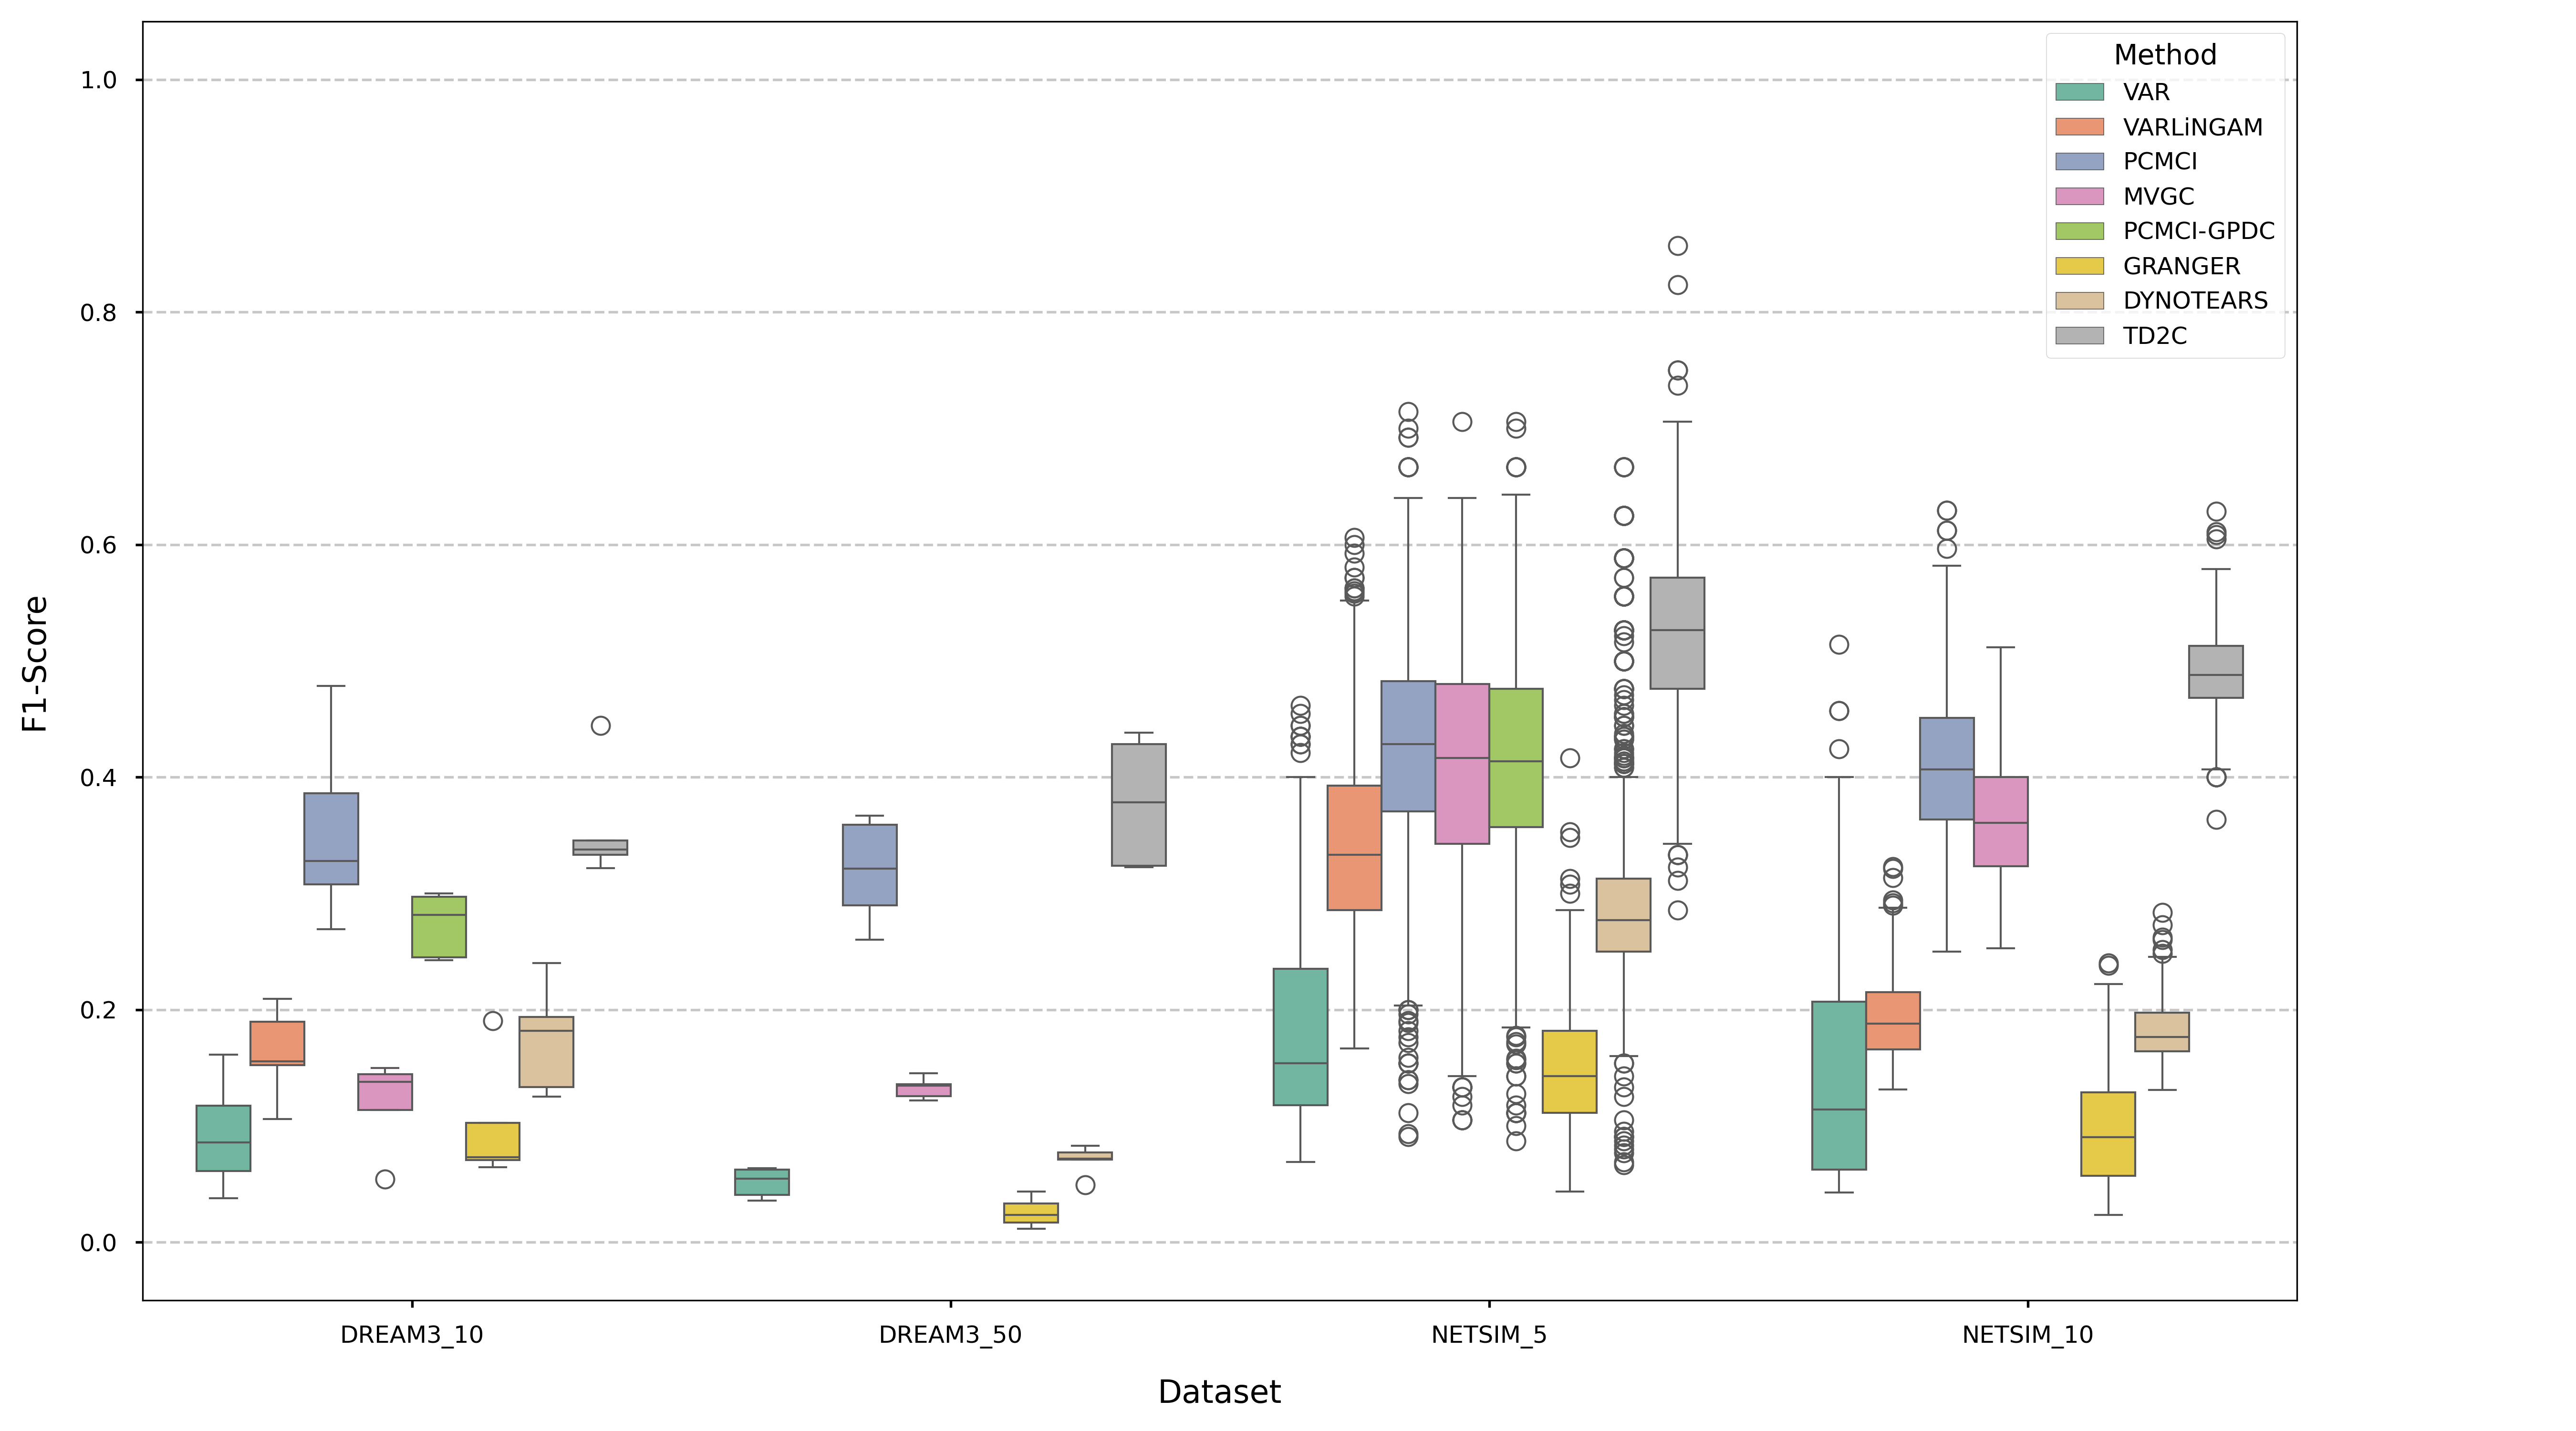 Method
VAR
VARLiNGAM
PCMCI
MVGC
PCMCI-GPDC
GRANGER
DYNOTEARS
TD2C
F1-Score
1.0
0.8
0.6
0.4
0.2
0.0
DREAM3_10 DREAM3_50 NETSIM_5 NETSIM_10
Dataset